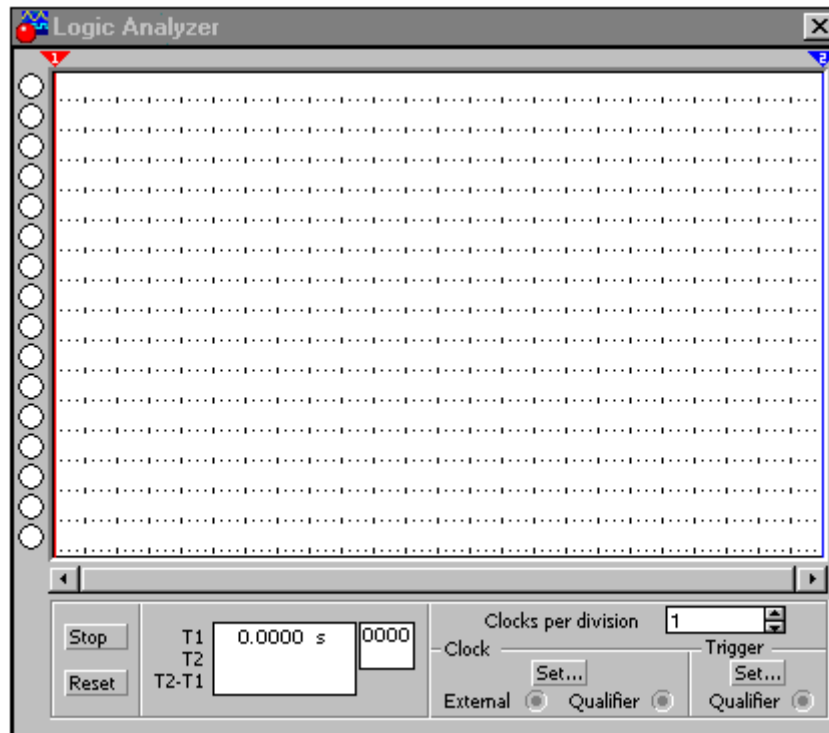 Logic Analyzer
1 2
Clocks per division 1
Stop T1 0.0000 s 0000
T2
Reset T2-T1
Clock Trigger
Set... Set...
External Qualifier Qualifier